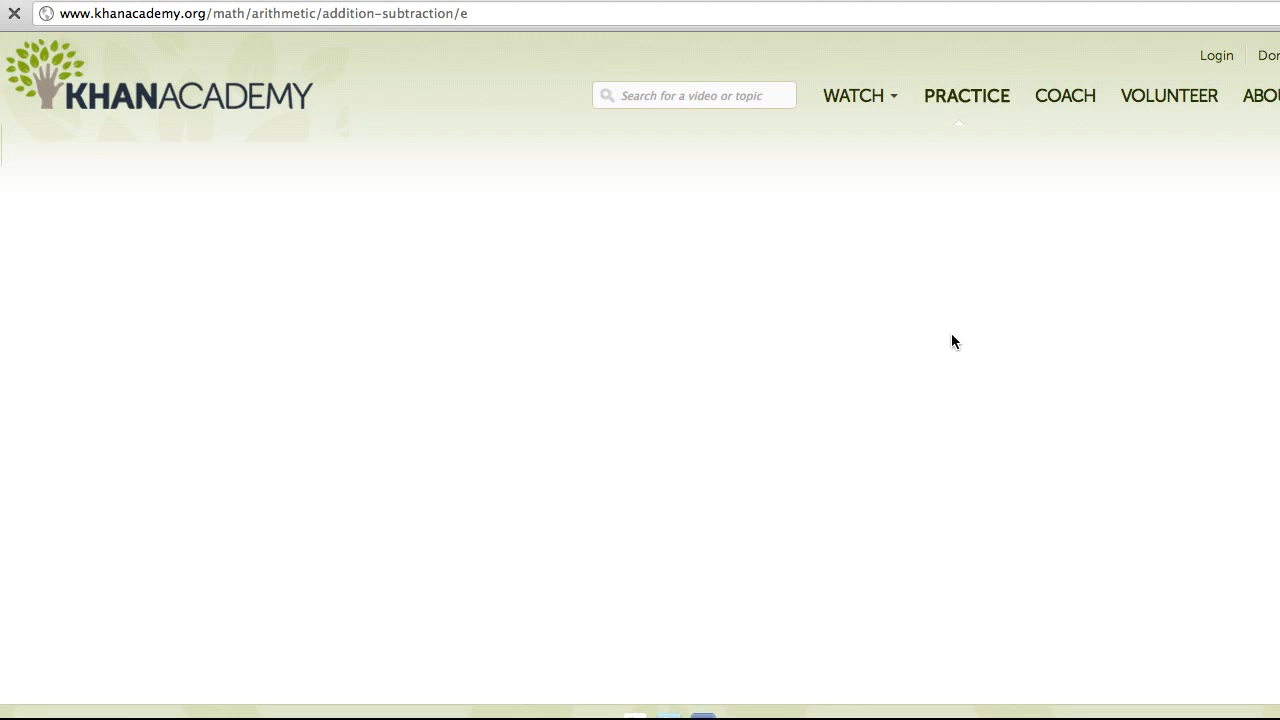 www.khanacademy.org/math/arithmetic/addition-subtraction/e
Login
KHANACADEMY
Search for a video or topic
WATCH PRACTICE COACH VOLUNTEER